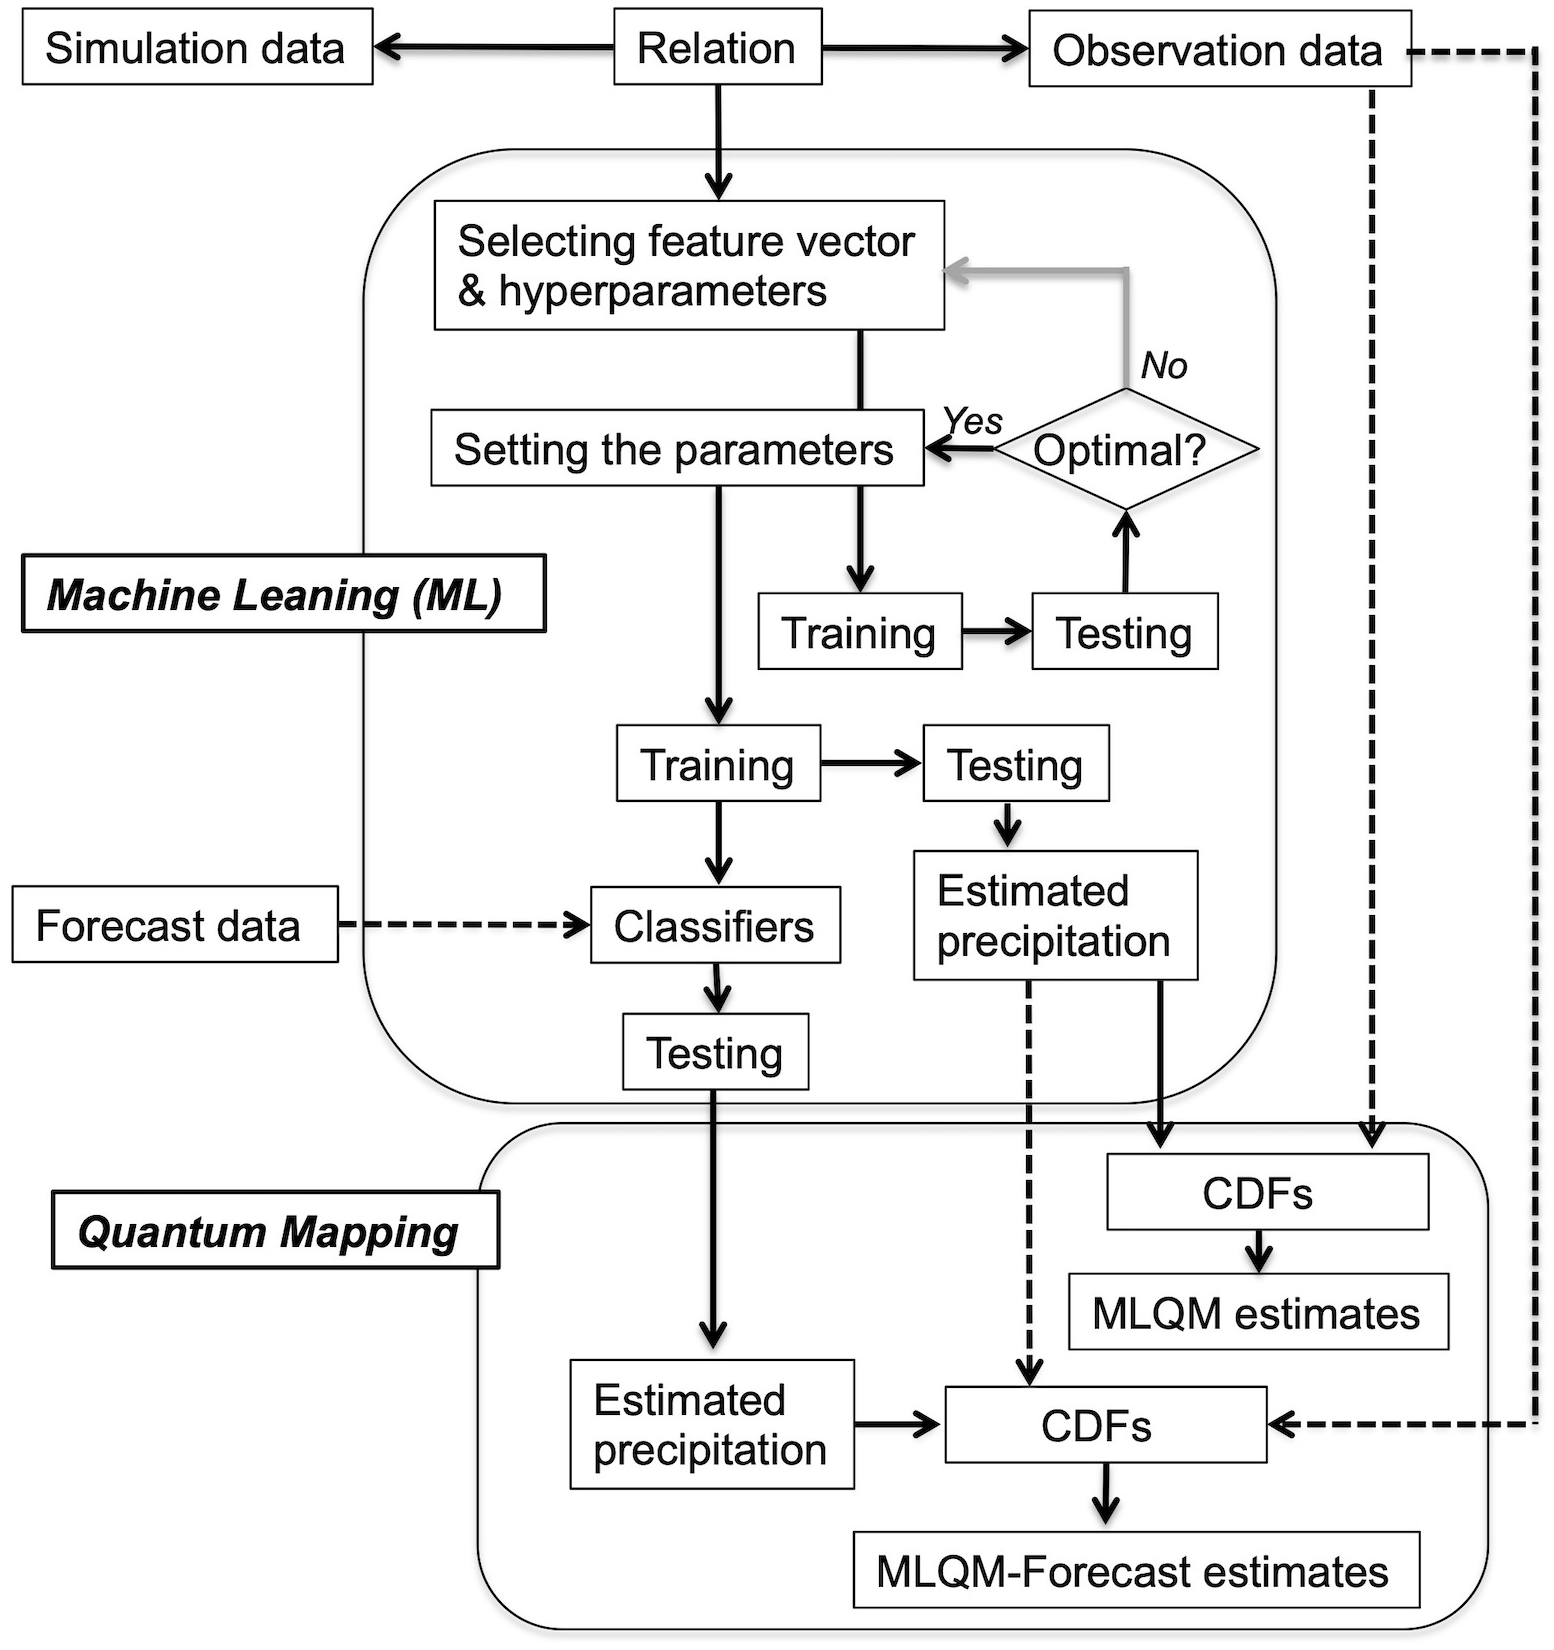 Simulation data
Relation
Observation data
Selecting feature vector
& hyperparameters
No
Yes
Setting the parameters
Optimal?
Machine Leaning (ML)
Training
Testing
Training
Testing
Estimated
precipitation
Forecast data
Classifiers
Testing
CDFs
Quantum Mapping
MLQM estimates
Estimated
precipitation
CDFs
MLQM-Forecast estimates